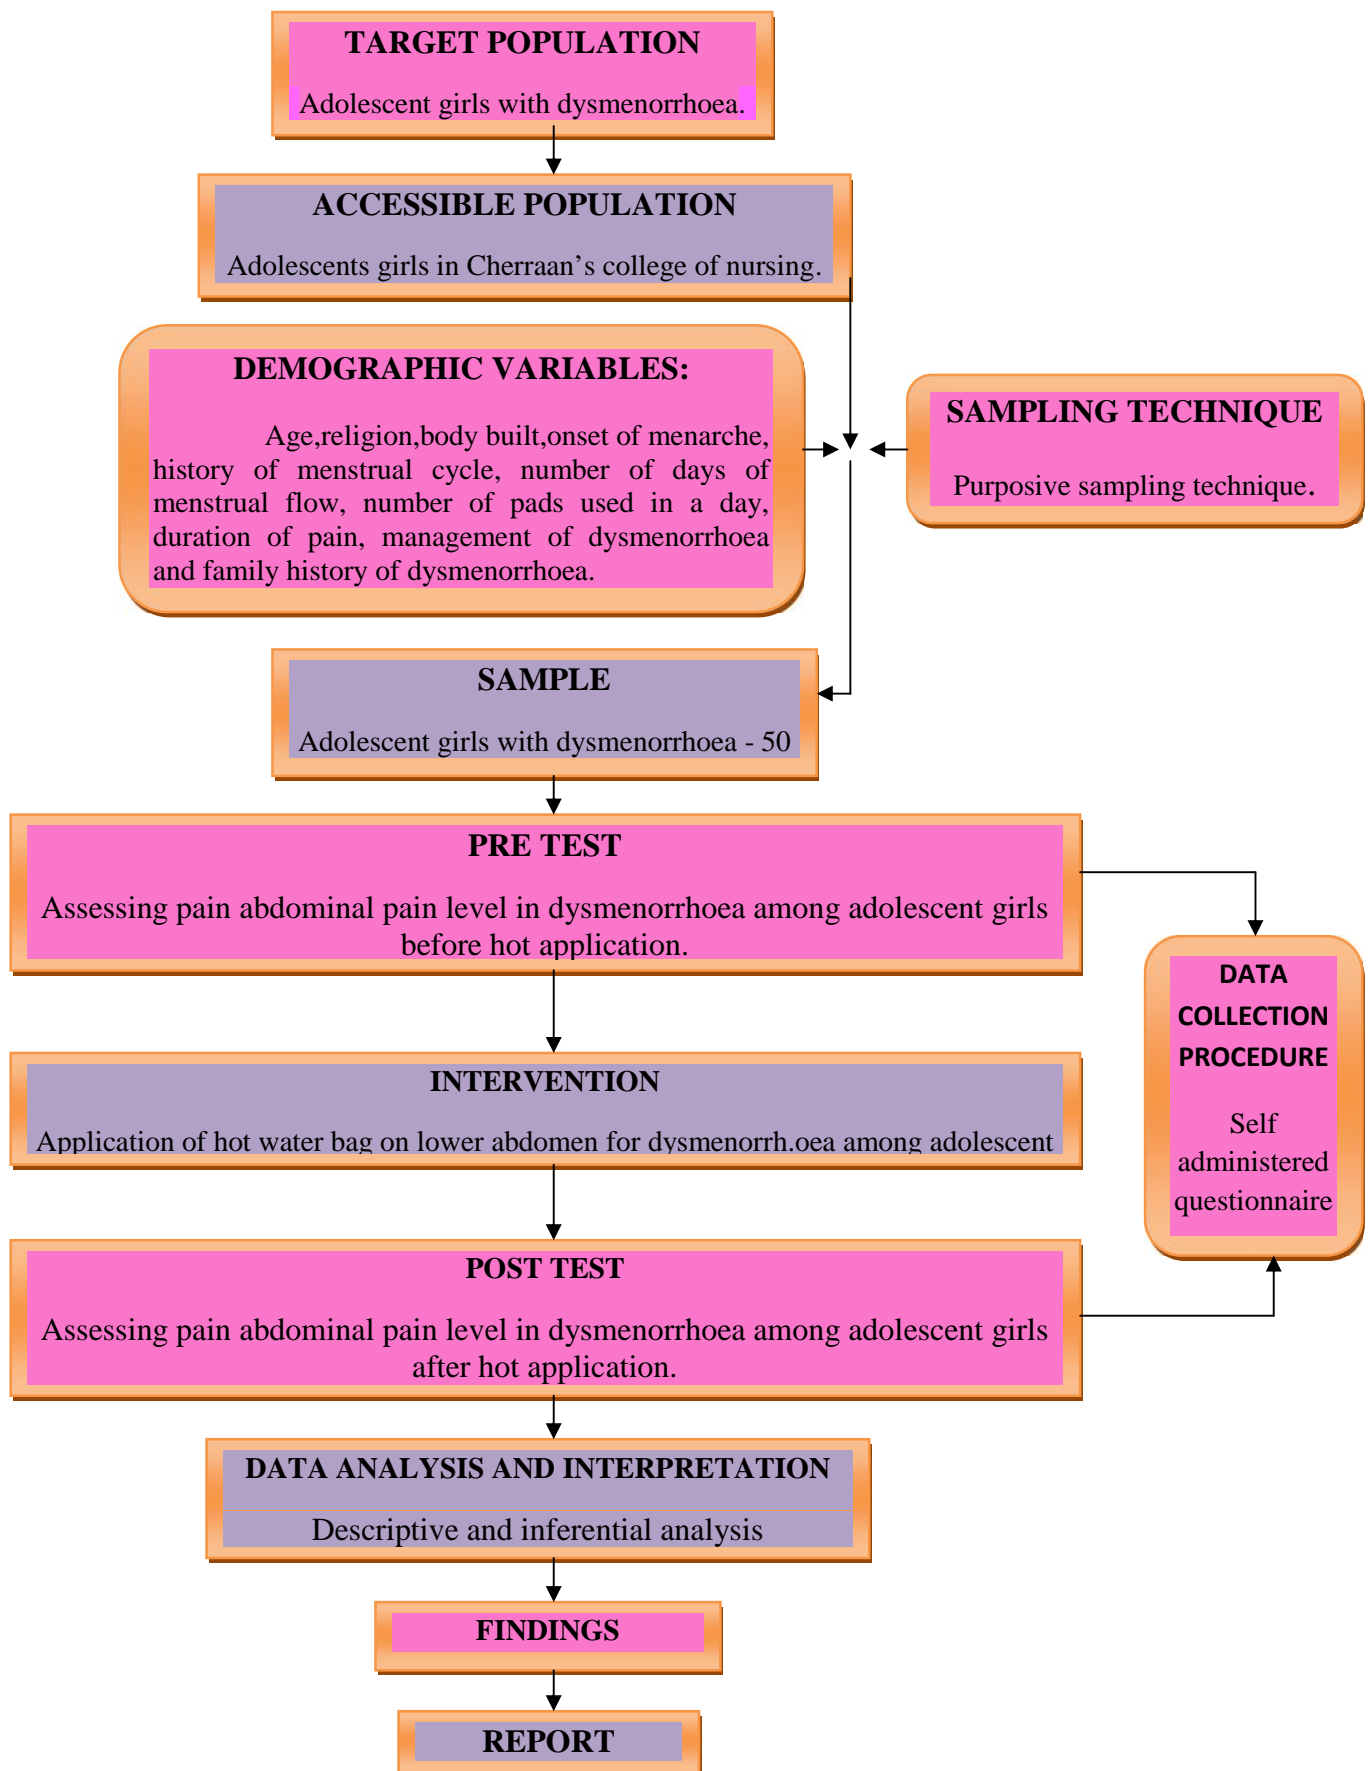 TARGET POPULATION
Adolescent girls with dysmenorrhoea.
ACCESSIBLE POPULATION
Adolescents girls in Cherraan’s college of nursing.
DEMOGRAPHIC VARIABLES:
Age,religion,body built,onset of menarche,
history of menstrual cycle, number of days of
menstrual flow, number of pads used in a day,
duration of pain, management of dysmenorrhoea
and family history of dysmenorrhoea.
SAMPLING TECHNIQUE
Purposive sampling technique.
SAMPLE
Adolescent girls with dysmenorrhoea - 50
PRE TEST
Assessing pain abdominal pain level in dysmenorrhoea among adolescent girls
before hot application.
DATA
COLLECTION
PROCEDURE
Self
administered
questionnaire
INTERVENTION
Application of hot water bag on lower abdomen for dysmenorrh.oea among adolescent
POST TEST
Assessing pain abdominal pain level in dysmenorrhoea among adolescent girls
after hot application.
DATA ANALYSIS AND INTERPRETATION
Descriptive and inferential analysis
FINDINGS
REPORT